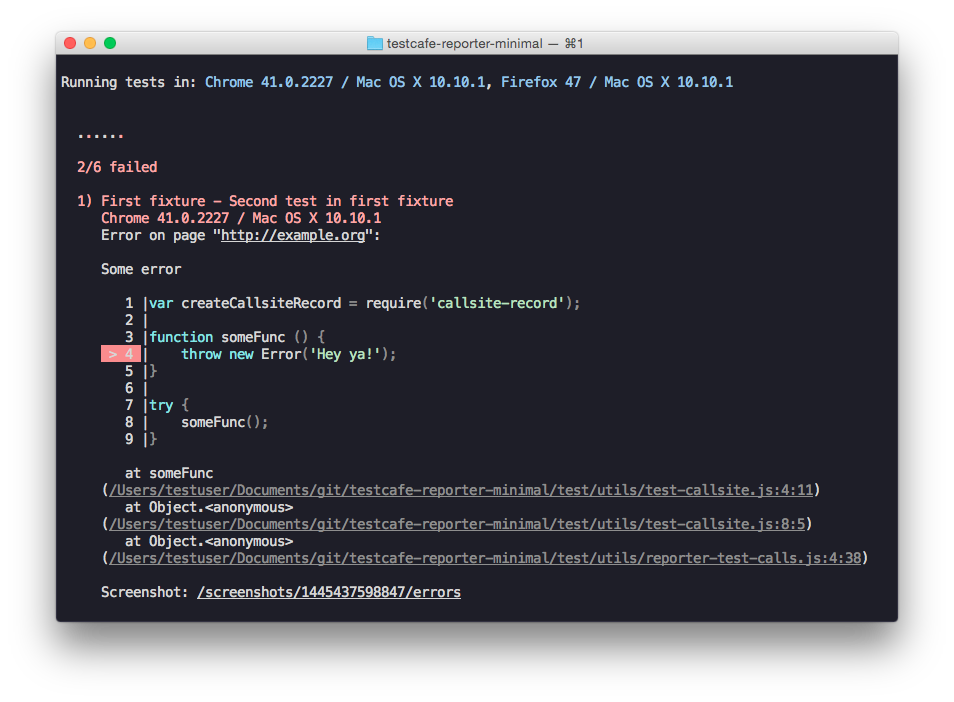 testcafe-reporter-minimal — ⌘1
Running tests in: Chrome 41.0.2227 / Mac OS X 10.10.1, Firefox 47 / Mac OS X 10.10.1
......
2/6 failed
1) First fixture - Second test in first fixture
Chrome 41.0.2227 / Mac OS X 10.10.1
Error on page "http://example.org":
Some error
1 |var createCallsiteRecord = require('callsite-record');
2 |
3 |function someFunc () {
> 4 |    throw new Error('Hey ya!');
5 |}
6 |
7 |try {
8 |    someFunc();
9 |}
at someFunc
(/Users/testuser/Documents/git/testcafe-reporter-minimal/test/utils/test-callsite.js:4:11)
at Object.<anonymous>
(/Users/testuser/Documents/git/testcafe-reporter-minimal/test/utils/test-callsite.js:8:5)
at Object.<anonymous>
(/Users/testuser/Documents/git/testcafe-reporter-minimal/test/utils/reporter-test-calls.js:4:38)
Screenshot: /screenshots/1445437598847/errors